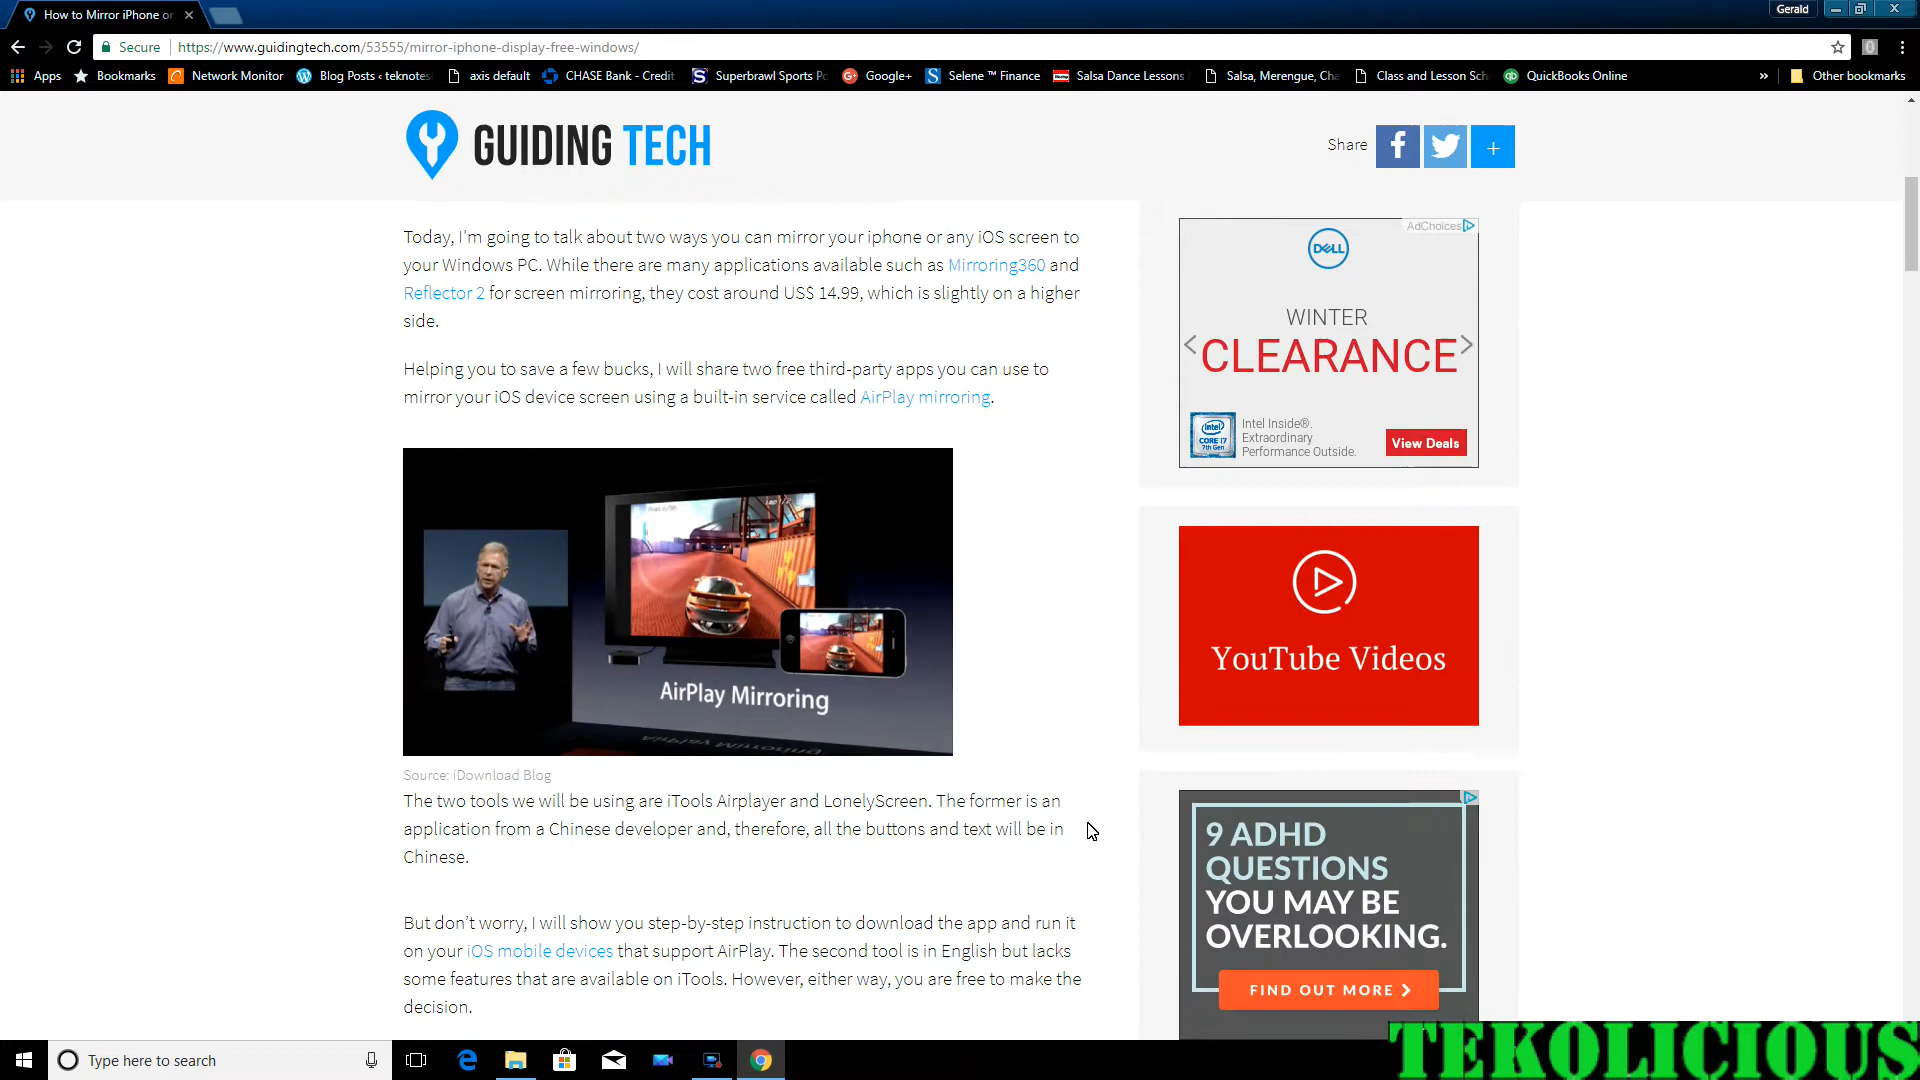 How to Mirror iPhone or
Gerald
Secure
https://www.guidingtech.com/53555/mirror-iphone-display-free-windows/
Apps
Bookmarks
Network Monitor
Blog Posts ‹ teknotes
axis default
CHASE Bank - Credit
Superbrawl Sports Po
Google+
Selene ™ Finance
Salsa Dance Lessons
Salsa, Merengue, Cha
Class and Lesson Sch
QuickBooks Online
»
Other bookmarks
GUIDING TECH
Share
Today, I'm going to talk about two ways you can mirror your iphone or any iOS screen to
your Windows PC. While there are many applications available such as Mirroring360 and
Reflector 2 for screen mirroring, they cost around US$ 14.99, which is slightly on a higher
side.
Helping you to save a few bucks, I will share two free third-party apps you can use to
mirror your iOS device screen using a built-in service called AirPlay mirroring.
AirPlay Mirroring
Source: iDownload Blog
The two tools we will be using are iTools Airplayer and LonelyScreen. The former is an
application from a Chinese developer and, therefore, all the buttons and text will be in
Chinese.
But don't worry, I will show you step-by-step instruction to download the app and run it
on your iOS mobile devices that support AirPlay. The second tool is in English but lacks
some features that are available on iTools. However, either way, you are free to make the
decision.
AdChoices
DELL
WINTER
CLEARANCE
intel inside
CORE i7
7th Gen
Intel Inside®.
Extraordinary
Performance Outside.
View Deals
YouTube Videos
9 ADHD
QUESTIONS
YOU MAY BE
OVERLOOKING.
FIND OUT MORE
Type here to search
TEKOLICIOUS